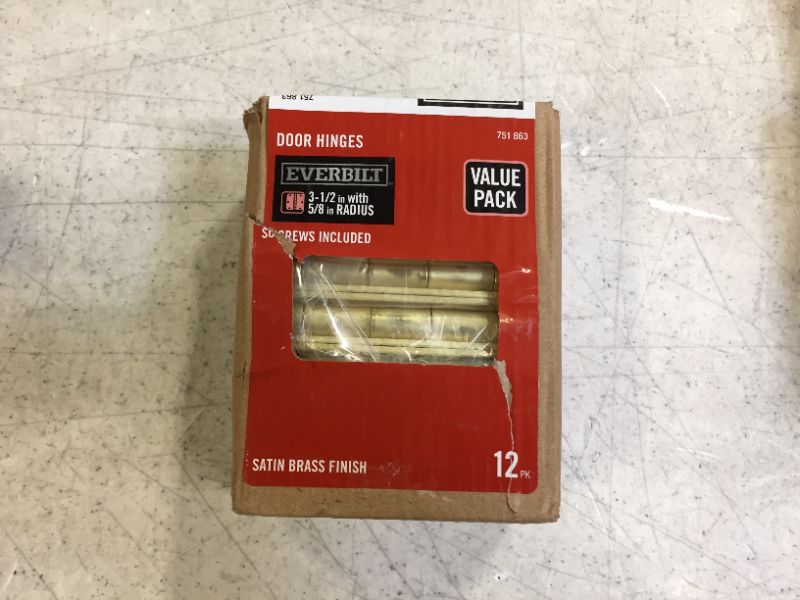 751 863
DOOR HINGES
751 863
EVERBILT
3-1/2 in with
5/8 in RADIUS
VALUE
PACK
SCREWS INCLUDED
SATIN BRASS FINISH
12 PK